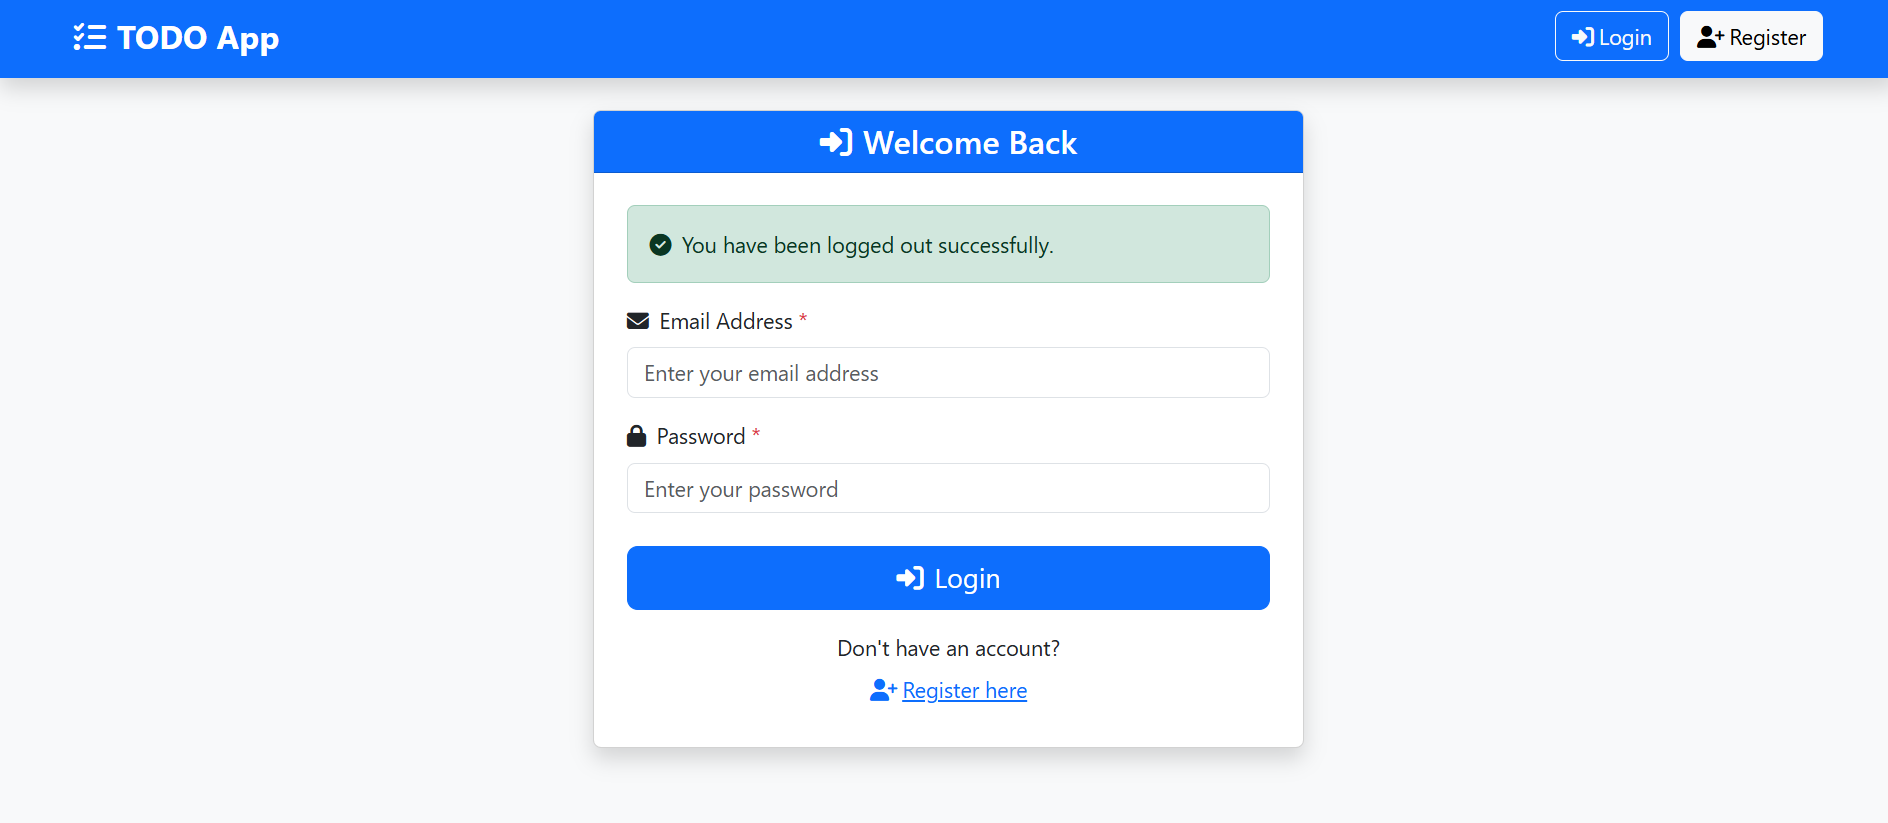 TODO App
Login
Register
Welcome Back
You have been logged out successfully.
Email Address *
Enter your email address
Password *
Enter your password
Login
Don't have an account?
Register here